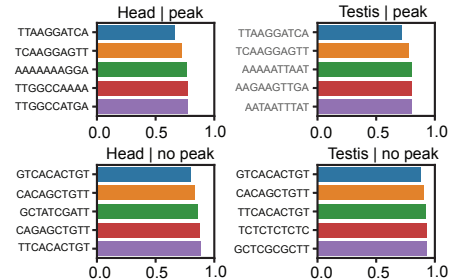 Head | peak
TTAAGGATCA
TCAAGGAGTT
AAAAAAAGGA
TTGGCCAAAA
TTGGCCATGA
0.0 0.5 1.0
Testis | peak
TTAAGGATCA
TCAAGGAGTT
AAAAATTAAT
AAGAAGTTGA
AATAATTTAT
0.0 0.5 1.0
Head | no peak
GTCACACTGT
CACAGCTGTT
GCTATCGATT
CAGAGCTGTT
TTCACACTGT
0.0 0.5 1.0
Testis | no peak
GTCACACTGT
CACAGCTGTT
TTCACACTGT
TCTCTCTCTC
GCTCGCGCTT
0.0 0.5 1.0